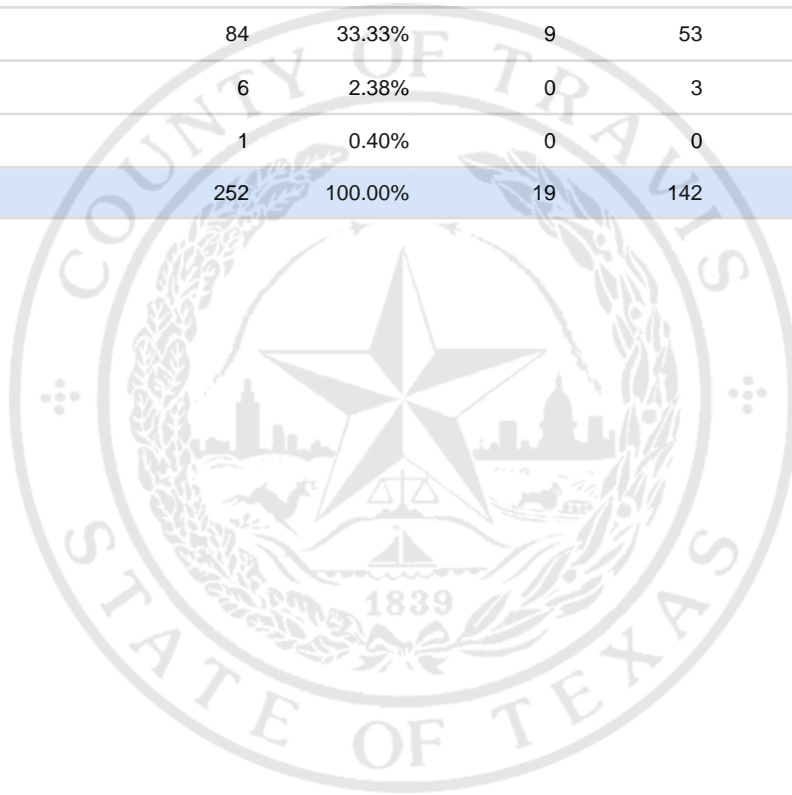 84 33.33% 9 53
6 2.38% 0 3
1 0.40% 0 0
252 100.00% 19 142
COUNTY OF TRAVIS
1839
STATE OF TEXAS